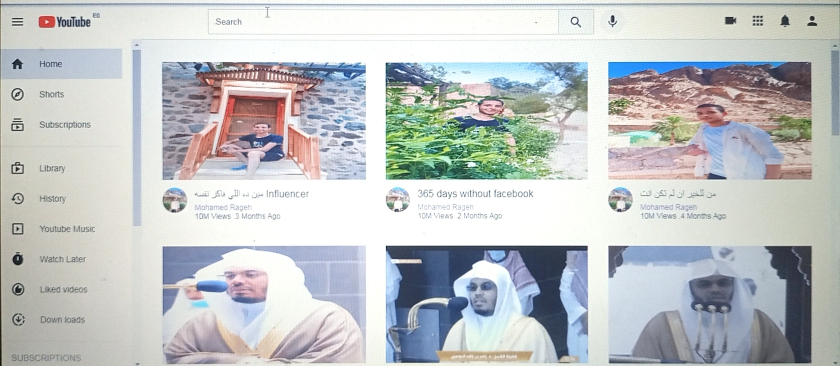 YouTube EG
Search
Home
Shorts
Subscriptions
Library
History
Youtube Music
Watch Later
Liked videos
Down loads
SUBSCRIPTIONS
مين ده اللي فاكر نفسه Influencer
Mohamed Rageh
10M Views .3 Months Ago
365 days without facebook
Mohamed Rageh
10M Views .2 Months Ago
من للخير ان لم تكن انت
Mohamed Rageh
10M Views .4 Months Ago